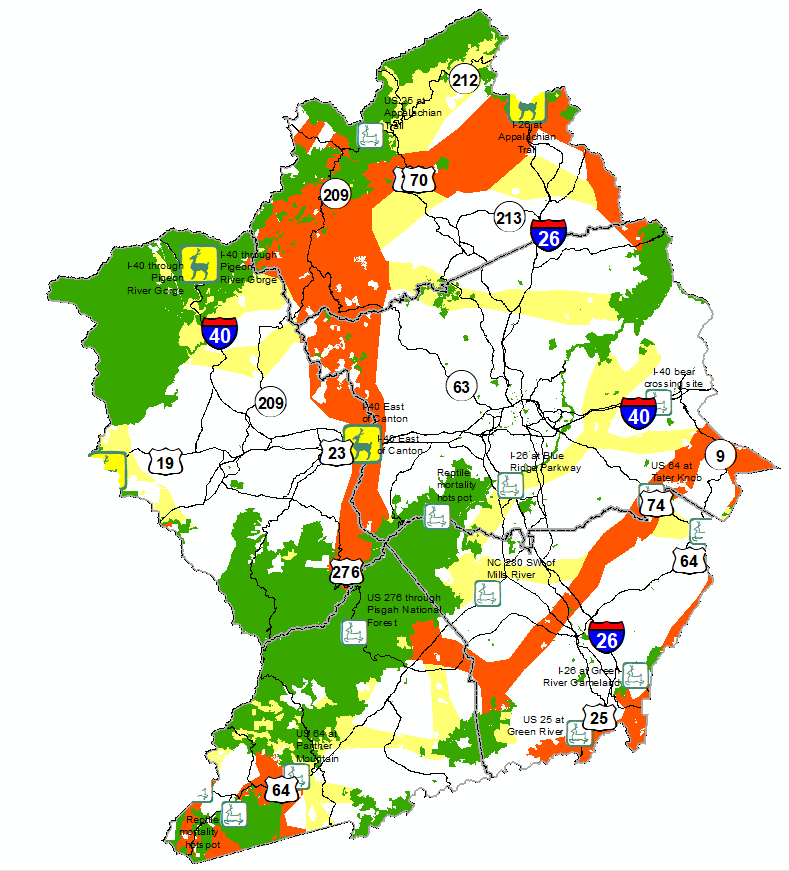 212
US 25 at
Appalachian
Trail
I-26 at
Appalachian
Trail
70
209
213
26
I-40 through
Pigeon
River Gorge
I-40 through
Pigeon
River Gorge
40
I-40 bear
crossing site
63
209
40
I-40 East
of Canton
I-40 East
of Canton
23
19
9
I-26 at Blue
Ridge Parkway
US 64 at
Tater Knob
Reptile
mortality
hotspot
74
64
NC 280 SW of
Mills River
276
US 276 through
Pisgah National
Forest
26
I-26 at Green
River Gameland
US 25 at
Green River
25
US 64 at
Panther
Mountain
64
Reptile
mortality
hotspot